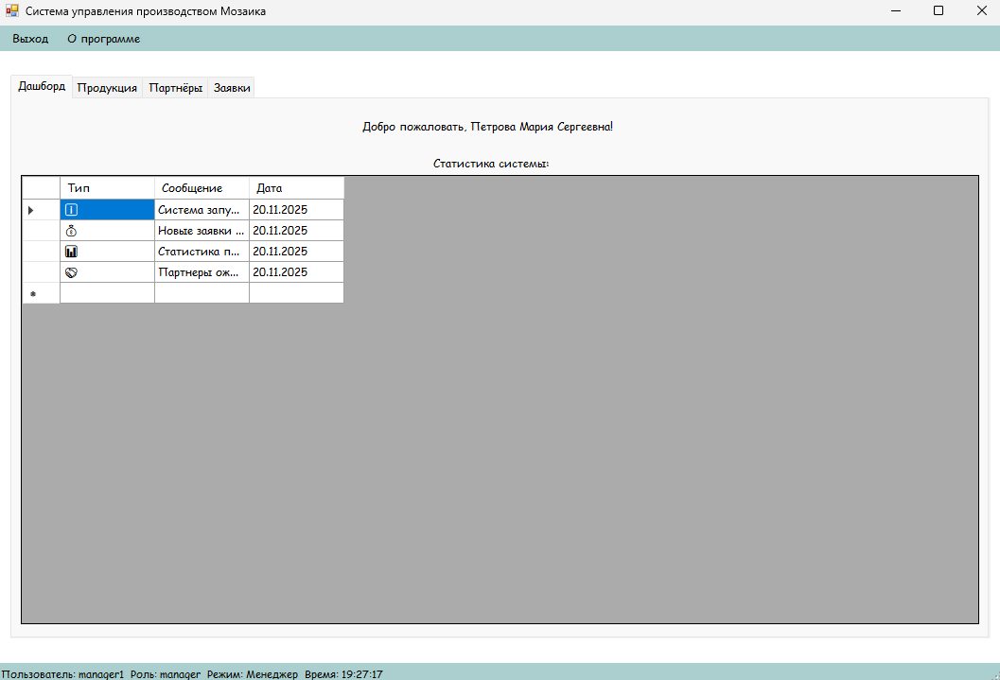 Система управления производством Мозаика
Выход О программе
Дашборд Продукция Партнёры Заявки
Добро пожаловать, Петрова Мария Сергеевна!
Статистика системы:
Тип Сообщение Дата
Система запу... 20.11.2025
Новые заявки ... 20.11.2025
Статистика п... 20.11.2025
Партнеры ож... 20.11.2025
Пользователь: manager1 Роль: manager Режим: Менеджер Время: 19:27:17